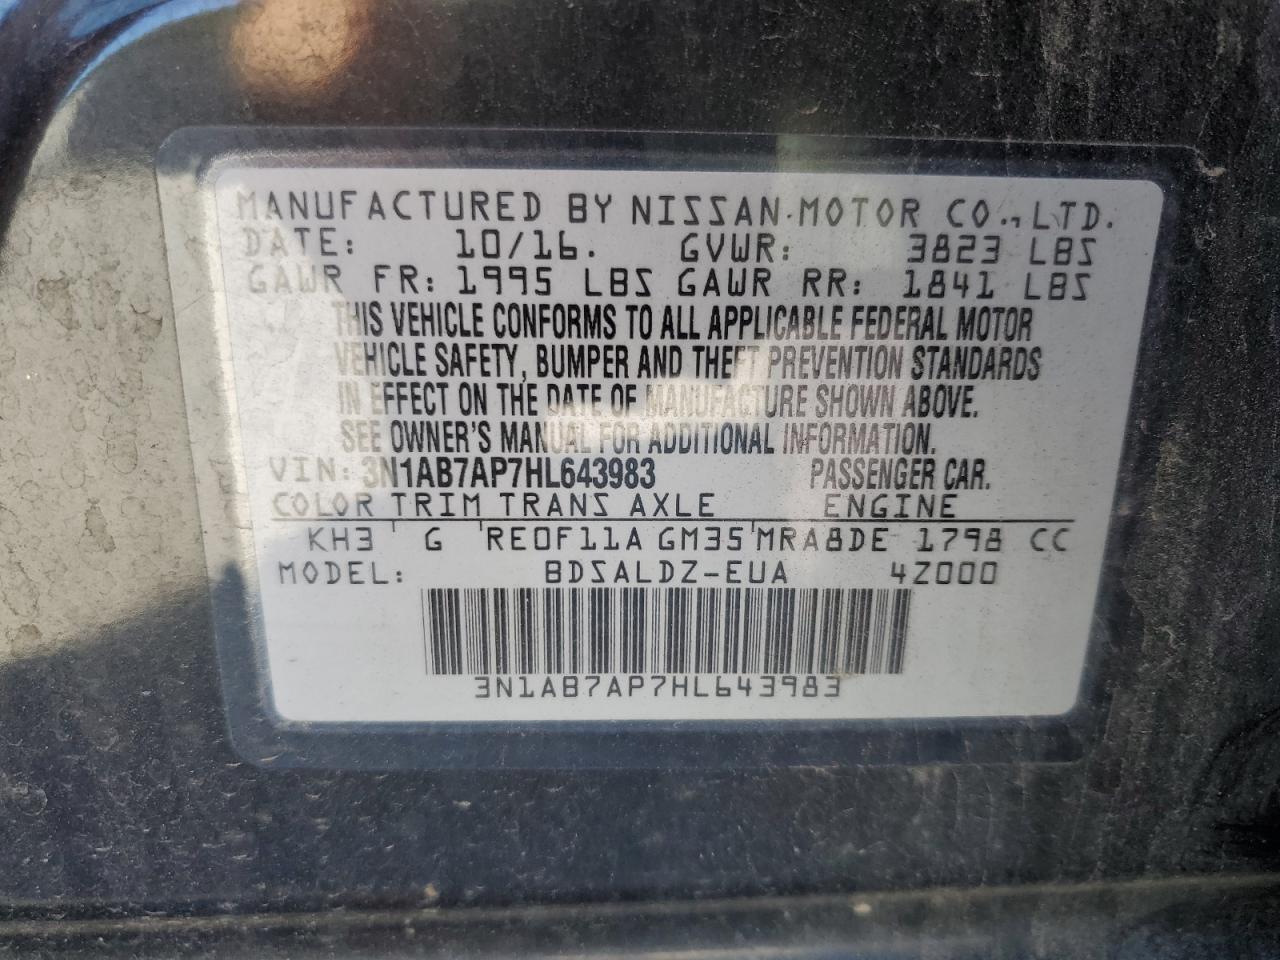 MANUFACTURED BY NISSAN MOTOR CO., LTD.
DATE: 10/16. GVWR: 3823 LBS
GAWR FR: 1995 LBS GAWR RR: 1841 LBS
THIS VEHICLE CONFORMS TO ALL APPLICABLE FEDERAL MOTOR
VEHICLE SAFETY, BUMPER AND THEFT PREVENTION STANDARDS
IN EFFECT ON THE DATE OF MANUFACTURE SHOWN ABOVE.
SEE OWNER'S MANUAL FOR ADDITIONAL INFORMATION.
VIN: 3N1AB7AP7HL643983 PASSENGER CAR.
COLOR TRIM TRANS AXLE ENGINE
KH3 G RE0F11A GM35 MRA8DE 1798 CC
MODEL: BDSALDZ-EUA 4Z000
3N1AB7AP7HL643983